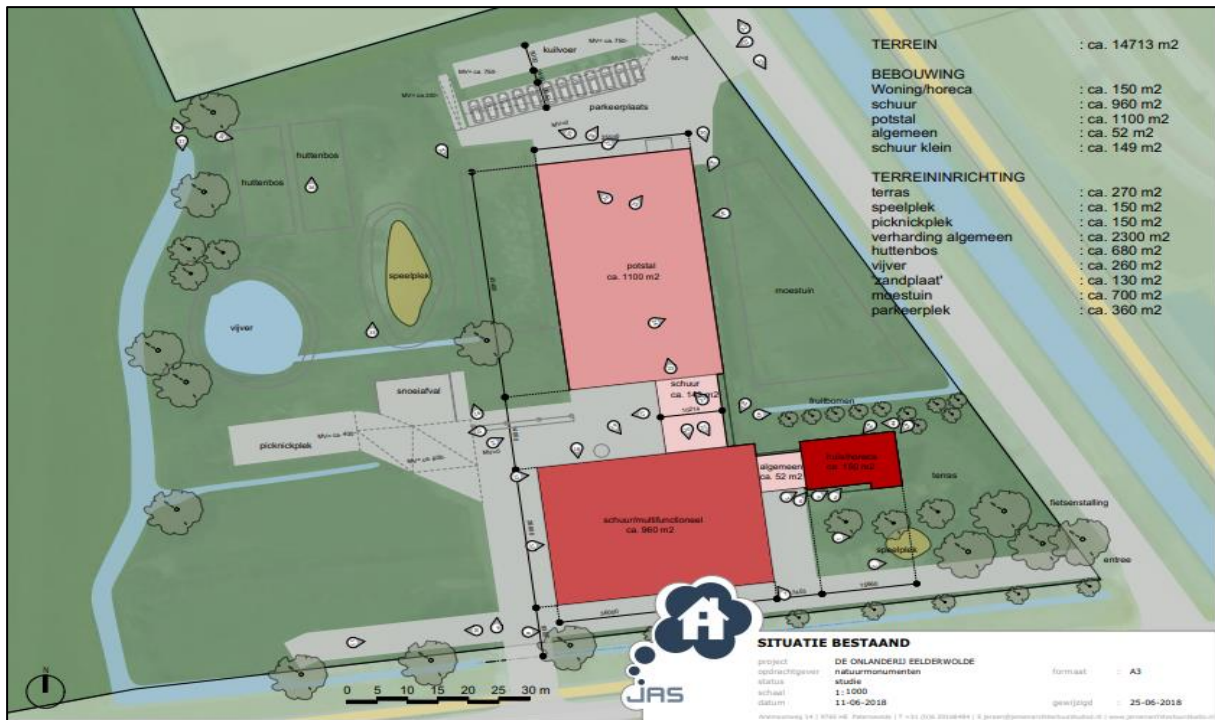 TERREIN : ca. 14713 m2
BEBOUWING
Woning/horeca : ca. 150 m2
schuur : ca. 960 m2
potstal : ca. 1100 m2
algemeen : ca. 52 m2
schuur klein : ca. 149 m2
TERREININRICHTING
terras : ca. 270 m2
speelplek : ca. 150 m2
picknickplek : ca. 150 m2
verharding algemeen : ca. 2300 m2
huttenbos : ca. 680 m2
vijver : ca. 260 m2
'zandplaat' : ca. 130 m2
moestuin : ca. 700 m2
parkeerplek : ca. 360 m2
kuilvoer
parkeerplaats
huttenbos
huttenbos
speelplek
potstal
ca. 1100 m2
moestuin
vijver
snoeiafval
schuur
fruitbomen
picknickplek
algemeen
ca. 52 m2
ca. 150 m2
terras
schuur/multifunctioneel
ca. 960 m2
fietsenstalling
speelplek
entree
N
0 5 10 15 20 25 30 m
JAS
SITUATIE BESTAAND
project DE ONLANDERIJ EELDERWOLDE
opdrachtgever natuurmonumenten formaat : A3
status studie
schaal 1:1000
datum 11-06-2018 gewijzigd : 25-06-2018